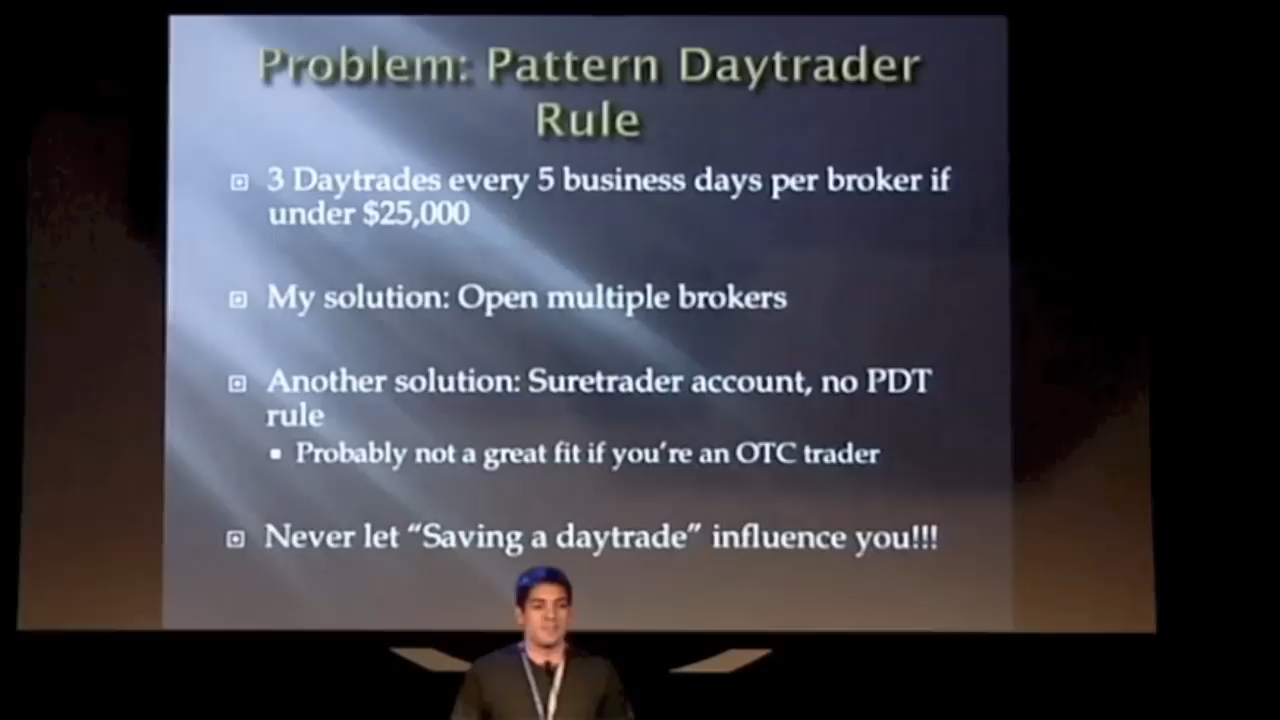 Problem: Pattern Daytrader
Rule
3 Daytrades every 5 business days per broker if
under $25,000
My solution: Open multiple brokers
Another solution: Suretrader account, no PDT
rule
Probably not a great fit if you're an OTC trader
Never let “Saving a daytrade” influence you!!!